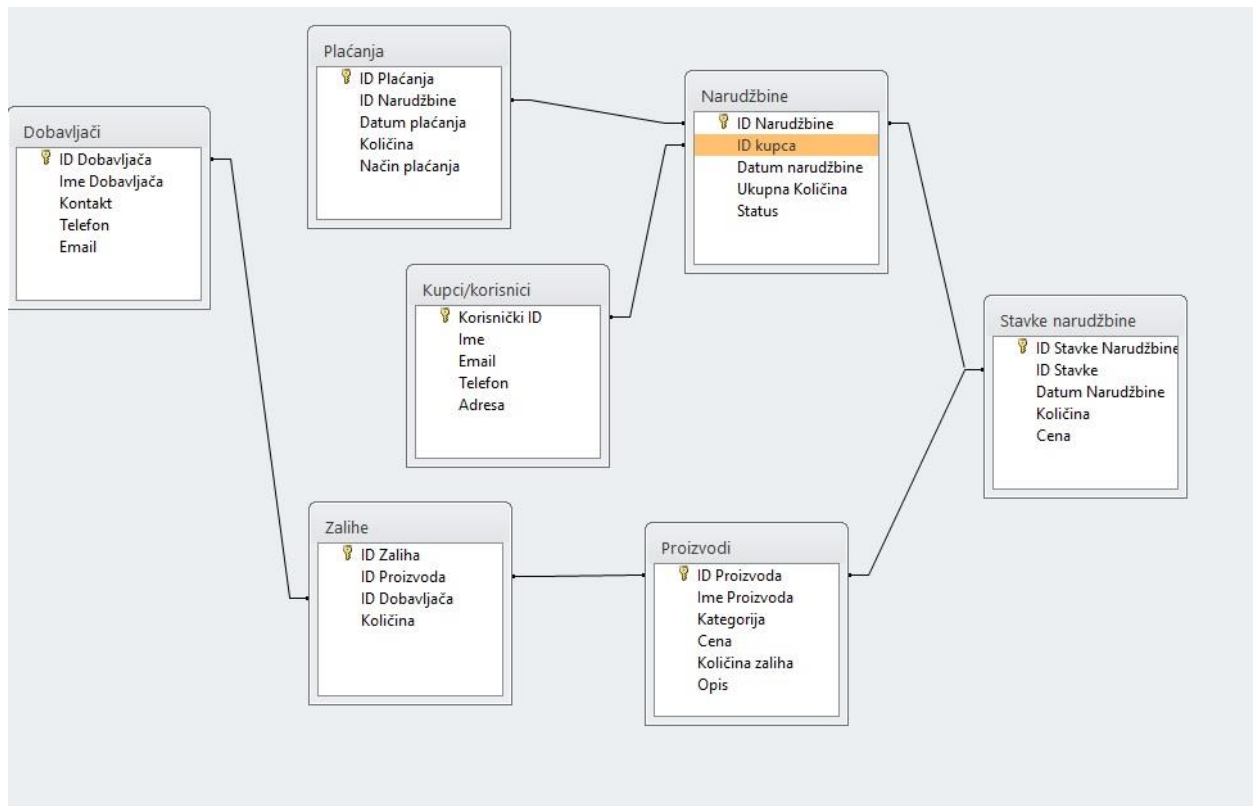 Plaćanja
ID Plaćanja
ID Narudžbine
Datum plaćanja
Količina
Način plaćanja
Narudžbine
ID Narudžbine
ID kupca
Datum narudžbine
Ukupna Količina
Status
Dobavljači
ID Dobavljača
Ime Dobavljača
Kontakt
Telefon
Email
Kupci/korisnici
Korisnički ID
Ime
Email
Telefon
Adresa
Stavke narudžbine
ID Stavke Narudžbine
ID Stavke
Datum Narudžbine
Količina
Cena
Zalihe
ID Zaliha
ID Proizvoda
ID Dobavljača
Količina
Proizvodi
ID Proizvoda
Ime Proizvoda
Kategorija
Cena
Količina zaliha
Opis